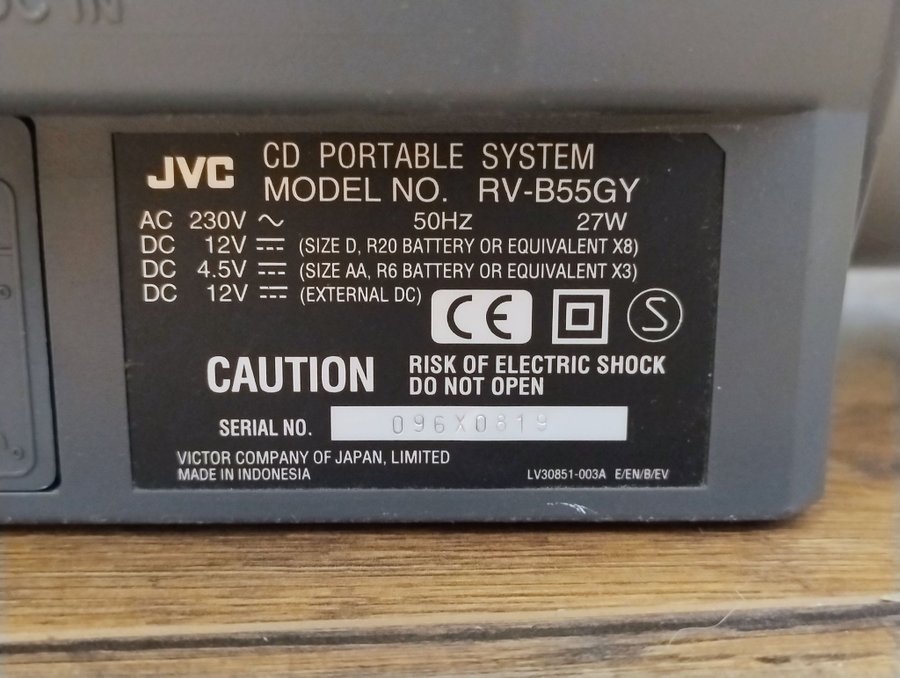 DC IN
JVC CD PORTABLE SYSTEM
MODEL NO. RV-B55GY
AC 230V ~ 50HZ 27W
DC 12V ⎓ (SIZE D, R20 BATTERY OR EQUIVALENT X8)
DC 4.5V ⎓ (SIZE AA, R6 BATTERY OR EQUIVALENT X3)
DC 12V ⎓ (EXTERNAL DC)
CE S
CAUTION RISK OF ELECTRIC SHOCK
DO NOT OPEN
SERIAL NO. 096X0819
VICTOR COMPANY OF JAPAN, LIMITED
MADE IN INDONESIA LV30851-003A E/EN/B/EV